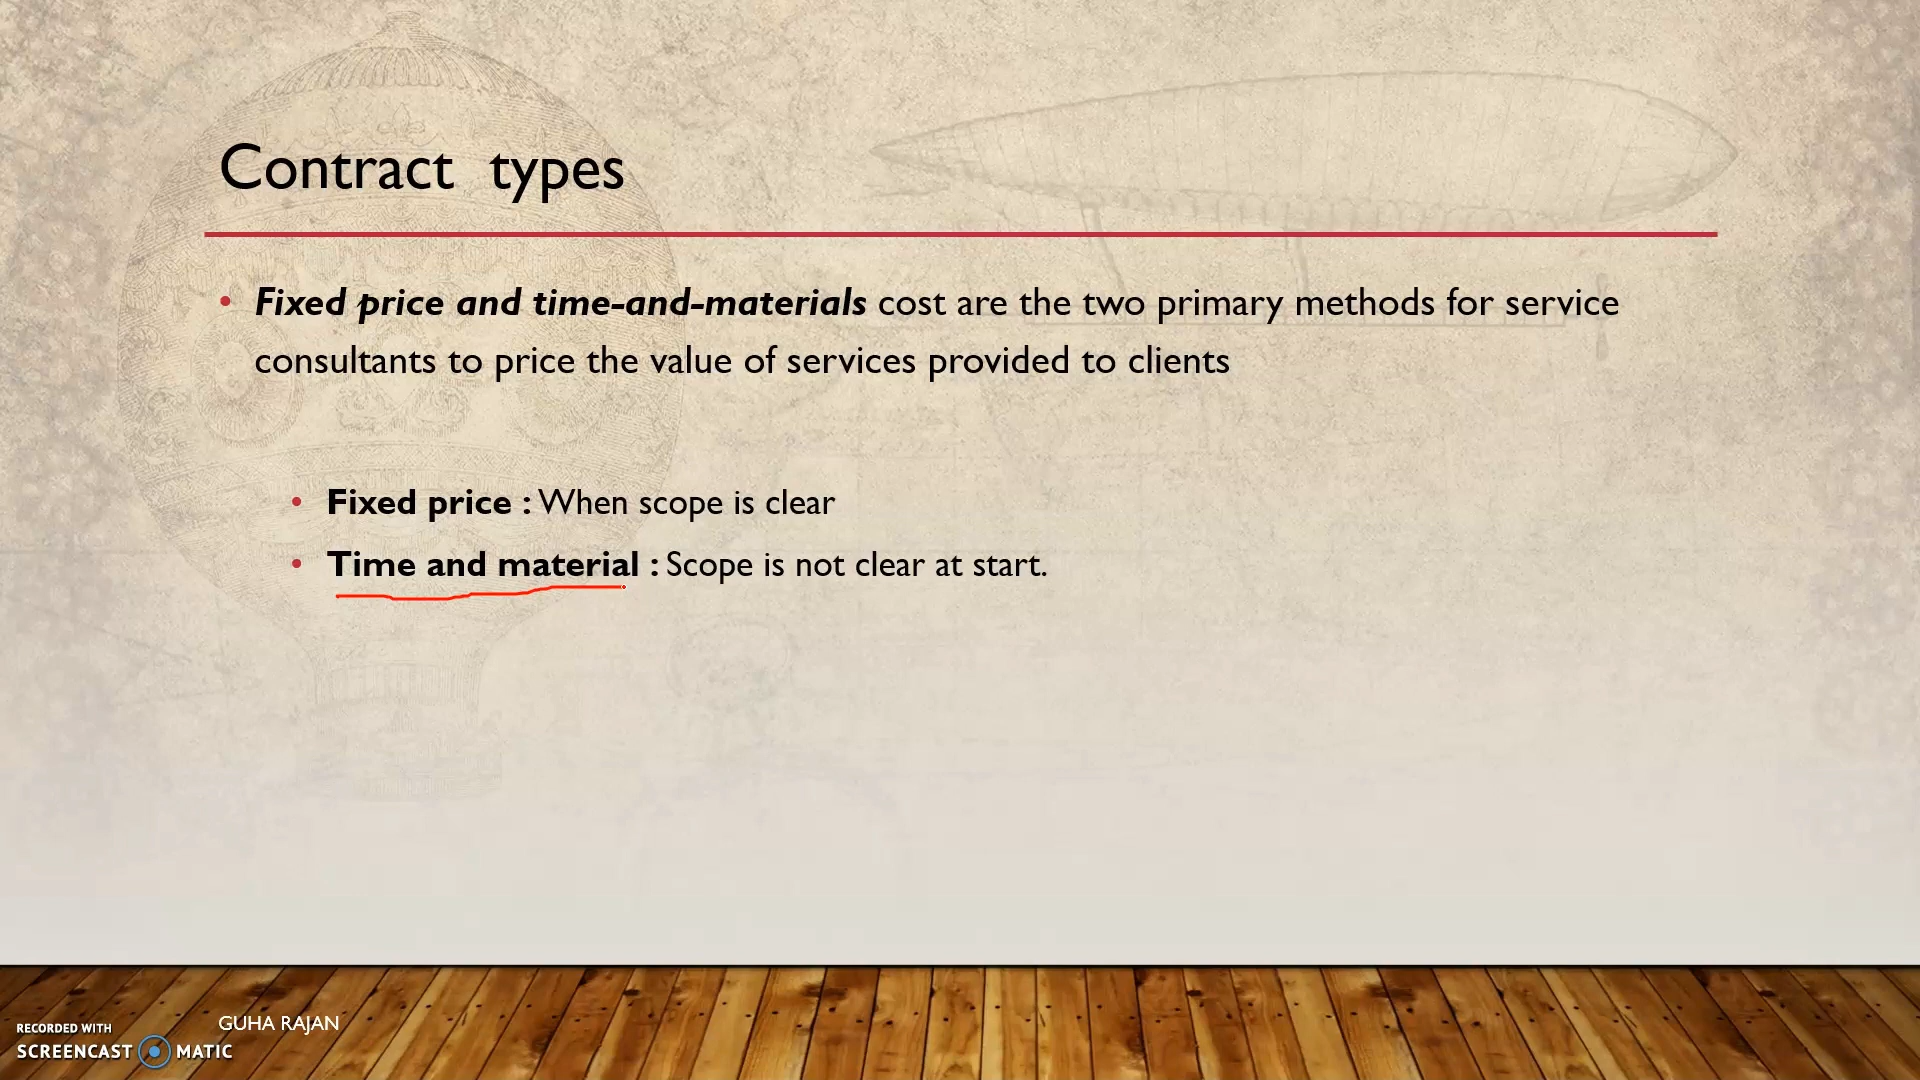 Contract types
• Fixed price and time-and-materials cost are the two primary methods for service
consultants to price the value of services provided to clients
• Fixed price : When scope is clear
• Time and material : Scope is not clear at start.
GUHA RAJAN
RECORDED WITH
SCREENCAST MATIC